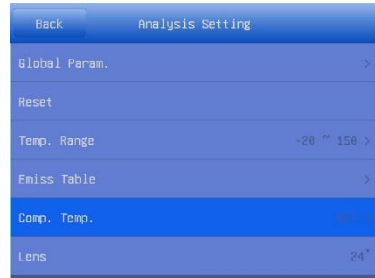 Back Analysis Setting
Global Param. >
Reset
Temp. Range -20 ~ 150 >
Emiss Table >
Comp. Temp.
Lens 24°